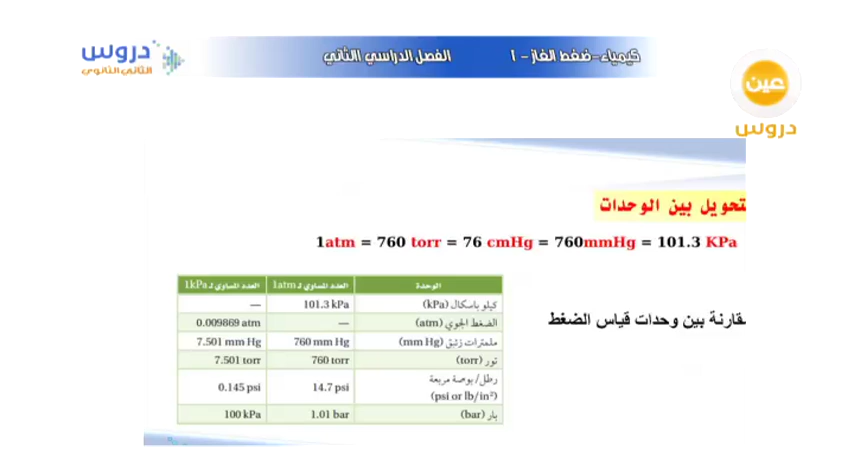 دروس
الثاني الثانوي
كيمياء - ضغط الغاز - ٢ الفصل الدراسي الثاني
عين
دروس
لتحويل بين الوحدات
1atm = 760 torr = 76 cmHg = 760mmHg = 101.3 KPa
الوحدة العدد المساوي لـ 1atm العدد المساوي لـ 1kPa
كيلو باسكال (kPa) 101.3 kPa —
الضغط الجوي (atm) — 0.009869 atm
ملمترات زئبق (mm Hg) 760 mm Hg 7.501 mm Hg
تور (torr) 760 torr 7.501 torr
رطل/ بوصة مربعة
(psi or lb/in²) 14.7 psi 0.145 psi
بار (bar) 1.01 bar 100 kPa
مقارنة بين وحدات قياس الضغط